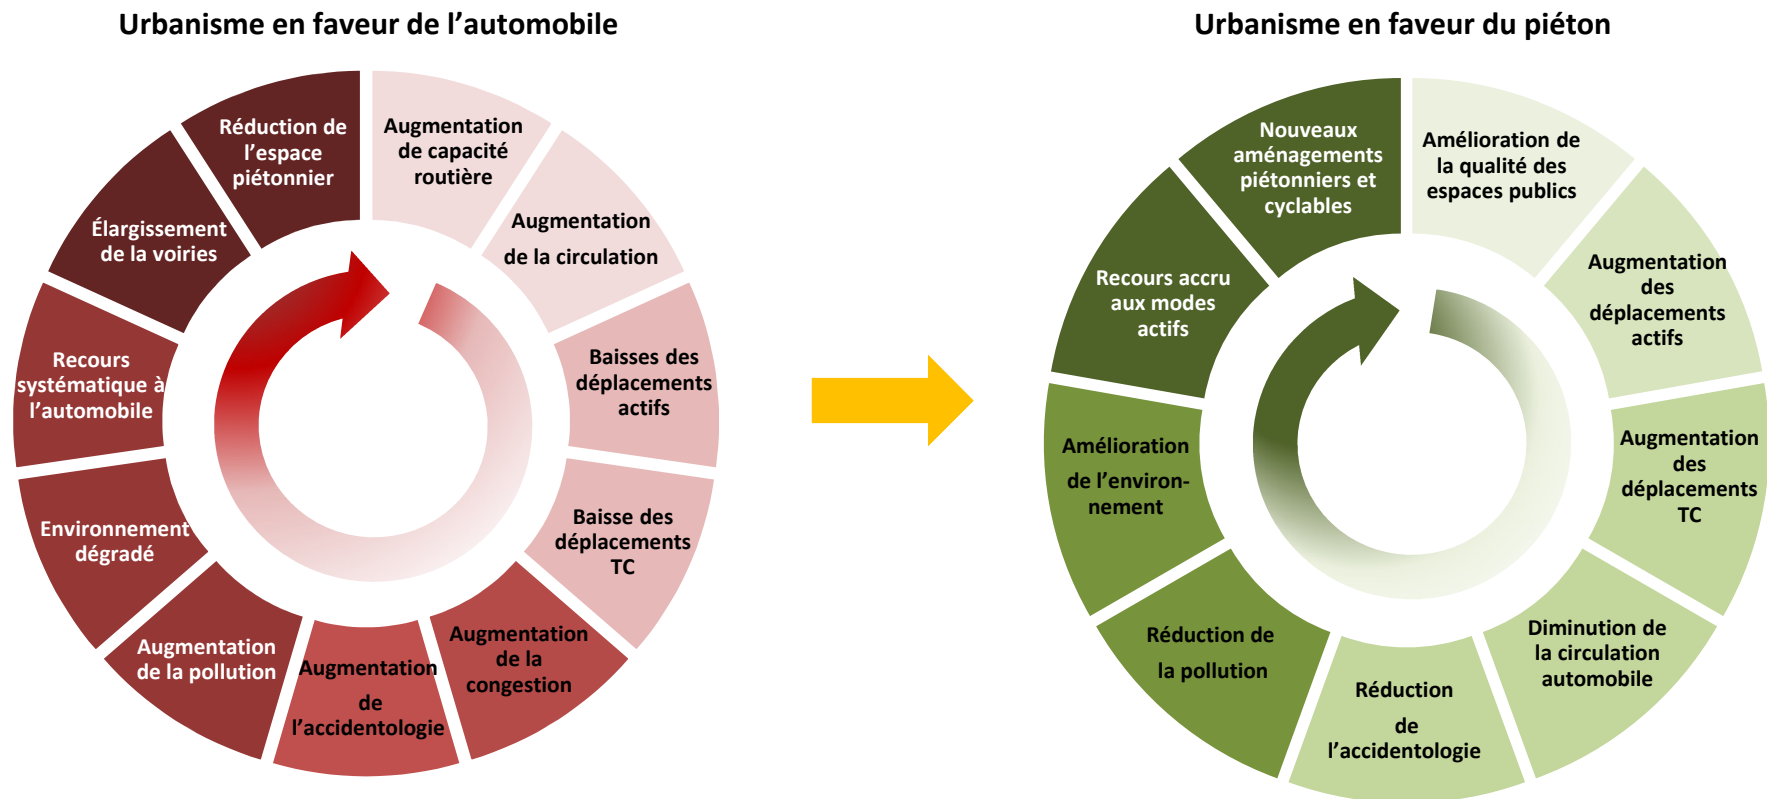 Urbanisme en faveur de l’automobile
Augmentation
de capacité
routière
Augmentation
de la circulation
Baisses des
déplacements
actifs
Baisse des
déplacements
TC
Augmentation
de la
congestion
Augmentation
de
l’accidentologie
Augmentation
de la pollution
Environnement
dégradé
Recours
systématique à
l’automobile
Élargissement
de la voiries
Réduction de
l’espace
piétonnier
Urbanisme en faveur du piéton
Amélioration de
la qualité des
espaces publics
Augmentation
des
déplacements
actifs
Augmentation
des
déplacements
TC
Diminution de
la circulation
automobile
Réduction
de
l’accidentologie
Réduction de
la pollution
Amélioration
de l’environ-
nement
Recours accru
aux modes
actifs
Nouveaux
aménagements
piétonniers et
cyclables